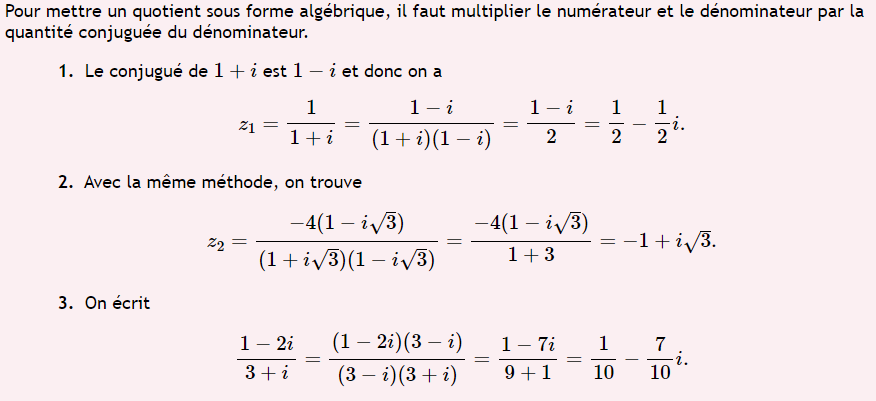 Pour mettre un quotient sous forme algébrique, il faut multiplier le numérateur et le dénominateur par la
quantité conjuguée du dénominateur.
1. Le conjugué de $1 + i$ est $1 - i$ et donc on a
$$z_1 = \frac{1}{1+i} = \frac{1-i}{(1+i)(1-i)} = \frac{1-i}{2} = \frac{1}{2} - \frac{1}{2}i.$$
2. Avec la même méthode, on trouve
$$z_2 = \frac{-4(1-i\sqrt{3})}{(1+i\sqrt{3})(1-i\sqrt{3})} = \frac{-4(1-i\sqrt{3})}{1+3} = -1+i\sqrt{3}.$$
3. On écrit
$$\frac{1-2i}{3+i} = \frac{(1-2i)(3-i)}{(3-i)(3+i)} = \frac{1-7i}{9+1} = \frac{1}{10} - \frac{7}{10}i.$$